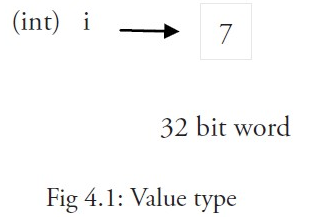 (int) i 7
32 bit word
Fig 4.1: Value type